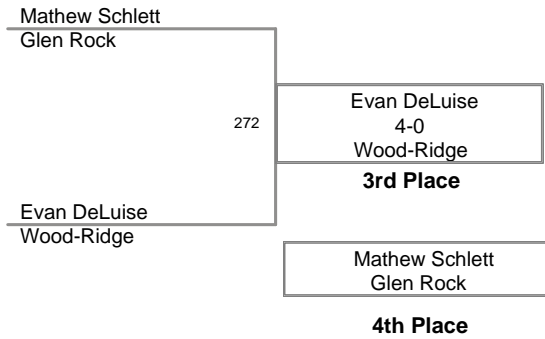 Mathew Schlett
Glen Rock
272
Evan DeLuise
4-0
Wood-Ridge
3rd Place
Evan DeLuise
Wood-Ridge
Mathew Schlett
Glen Rock
4th Place